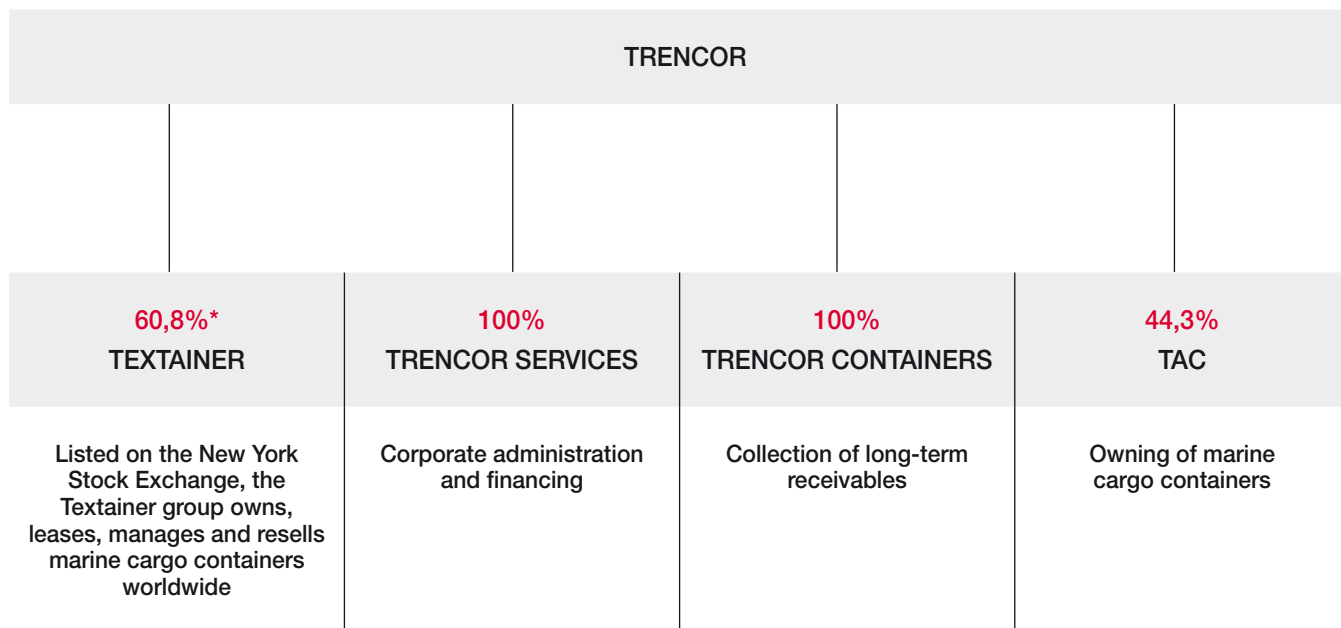 TRENCOR
60,8%*
TEXTAINER
Listed on the New York
Stock Exchange, the
Textainer group owns,
leases, manages and resells
marine cargo containers
worldwide
100%
TRENCOR SERVICES
Corporate administration
and financing
100%
TRENCOR CONTAINERS
Collection of long-term
receivables
44,3%
TAC
Owning of marine
cargo containers